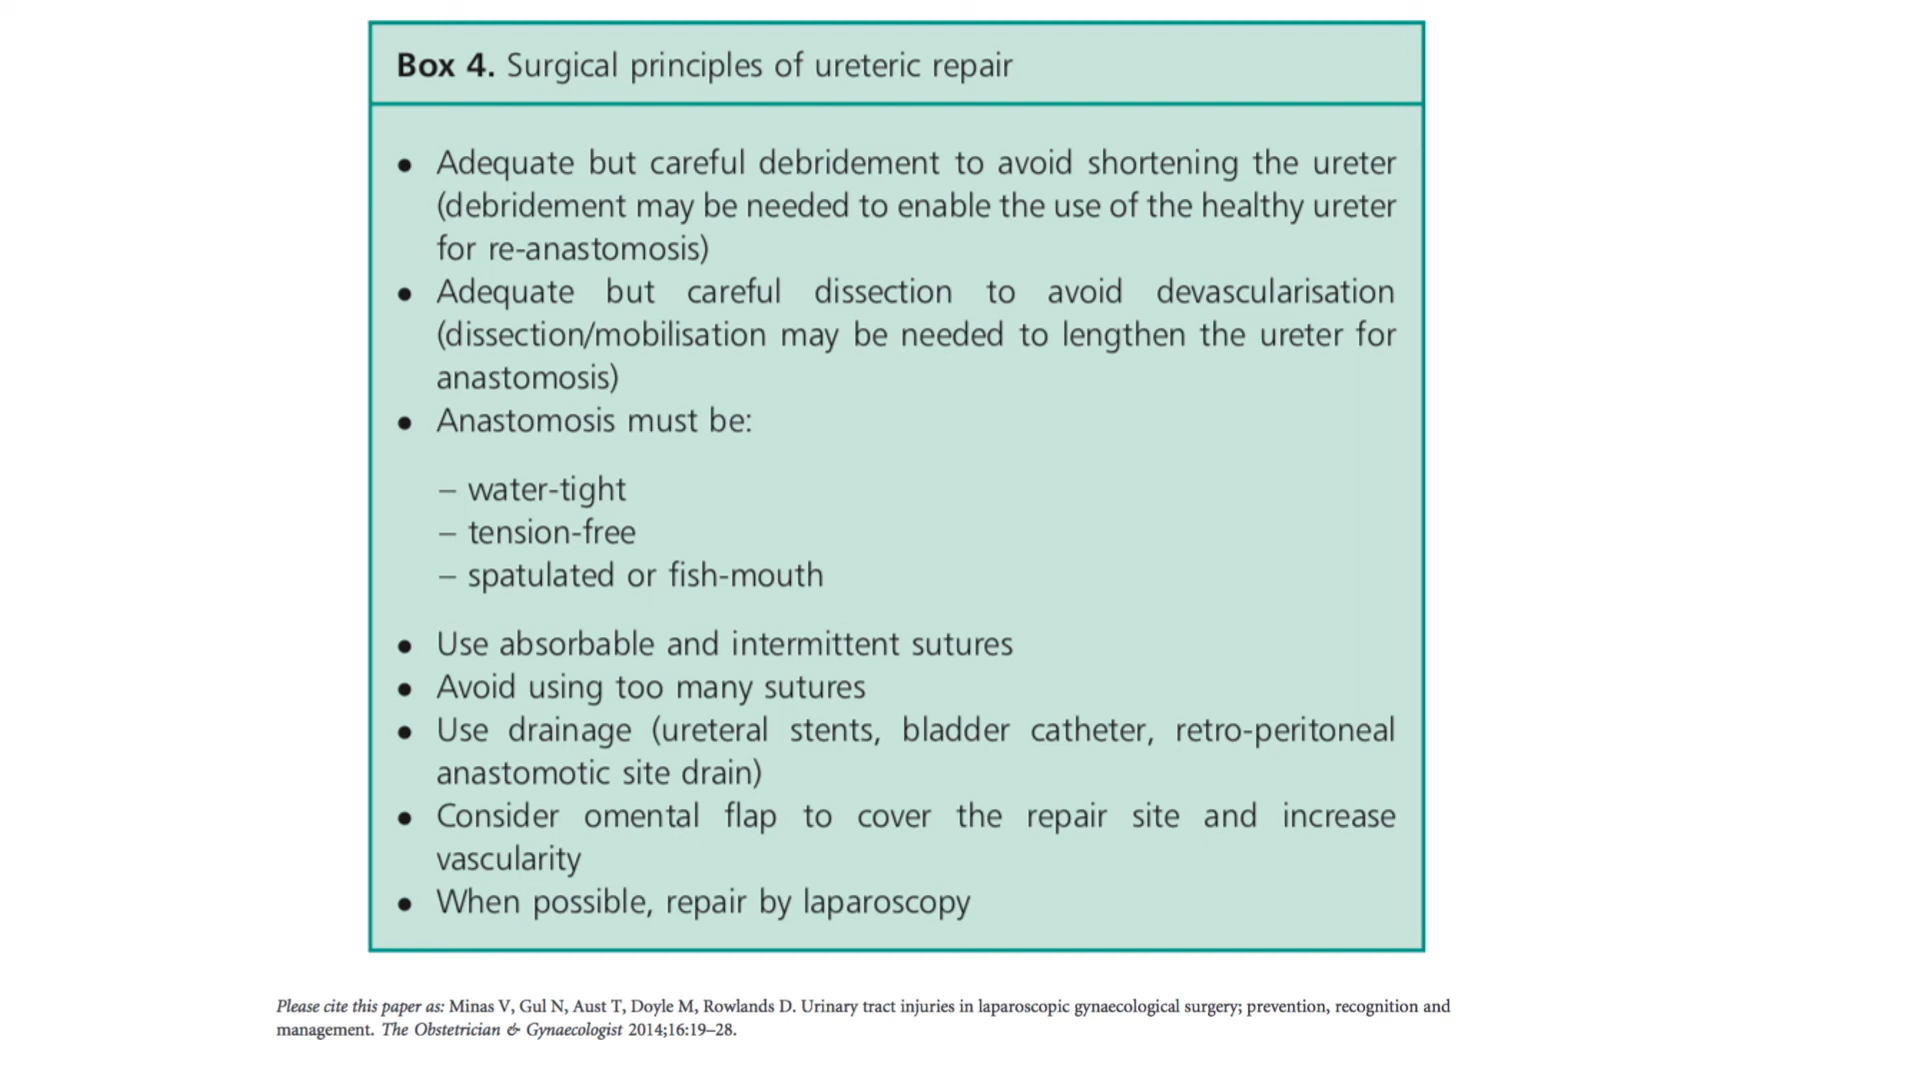 Box 4. Surgical principles of ureteric repair
● Adequate but careful debridement to avoid shortening the ureter
(debridement may be needed to enable the use of the healthy ureter
for re-anastomosis)
● Adequate but careful dissection to avoid devascularisation
(dissection/mobilisation may be needed to lengthen the ureter for
anastomosis)
● Anastomosis must be:
– water-tight
– tension-free
– spatulated or fish-mouth
● Use absorbable and intermittent sutures
● Avoid using too many sutures
● Use drainage (ureteral stents, bladder catheter, retro-peritoneal
anastomotic site drain)
● Consider omental flap to cover the repair site and increase
vascularity
● When possible, repair by laparoscopy
Please cite this paper as: Minas V, Gul N, Aust T, Doyle M, Rowlands D. Urinary tract injuries in laparoscopic gynaecological surgery; prevention, recognition and
management. The Obstetrician & Gynaecologist 2014;16:19–28.